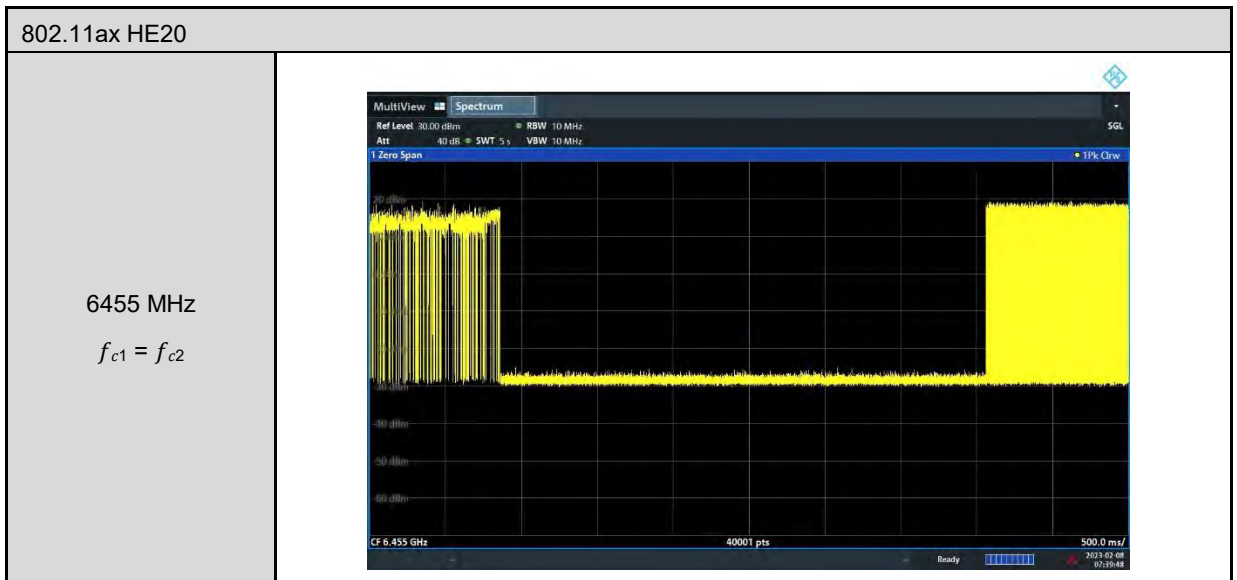 802.11ax HE20
6455 MHz
fc1 = fc2
MultiView Spectrum
Ref Level 30.00 dBm RBW 10 MHz
SGL
Att 40 dB SWT 5 s VBW 10 MHz
1 Zero Span
1Pk Clrw
20 dBm
-30 dBm
-40 dBm
-50 dBm
-60 dBm
CF 6.455 GHz
40001 pts
500.0 ms/
Ready
2023-02-08
07:39:48